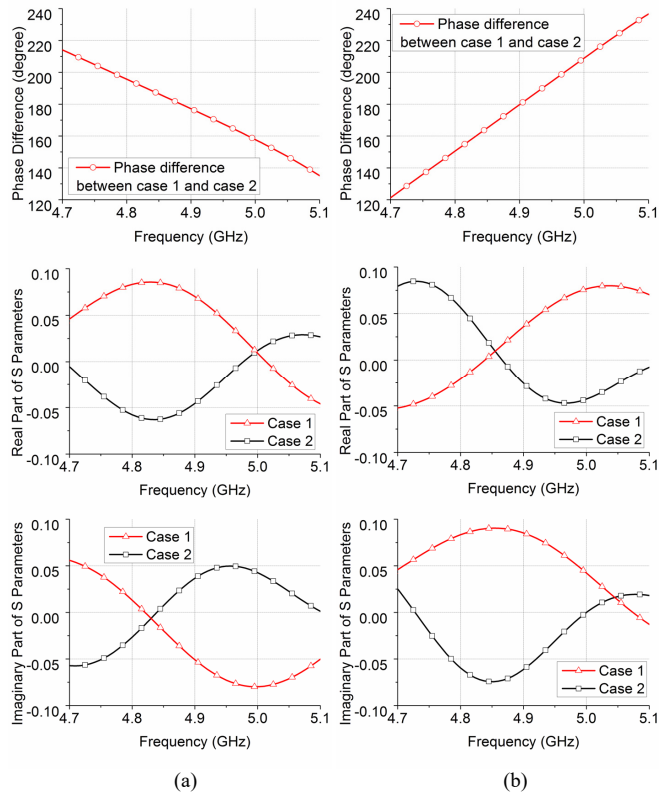 240
220
200
180
160
140
120
Phase Difference (degree)
Phase difference
between case 1 and case 2
4.7 4.8 4.9 5.0 5.1
Frequency (GHz)
240
220
200
180
160
140
120
Phase Difference (degree)
Phase difference
between case 1 and case 2
4.7 4.8 4.9 5.0 5.1
Frequency (GHz)
0.10
0.05
0.00
-0.05
-0.10
Real Part of S Parameters
Case 1
Case 2
4.7 4.8 4.9 5.0 5.1
Frequency (GHz)
0.10
0.05
0.00
-0.05
-0.10
Real Part of S Parameters
Case 1
Case 2
4.7 4.8 4.9 5.0 5.1
Frequency (GHz)
0.10
0.05
0.00
-0.05
-0.10
Imaginary Part of S Parameters
Case 1
Case 2
4.7 4.8 4.9 5.0 5.1
Frequency (GHz)
0.10
0.05
0.00
-0.05
-0.10
Imaginary Part of S Parameters
Case 1
Case 2
4.7 4.8 4.9 5.0 5.1
Frequency (GHz)
(a)
(b)